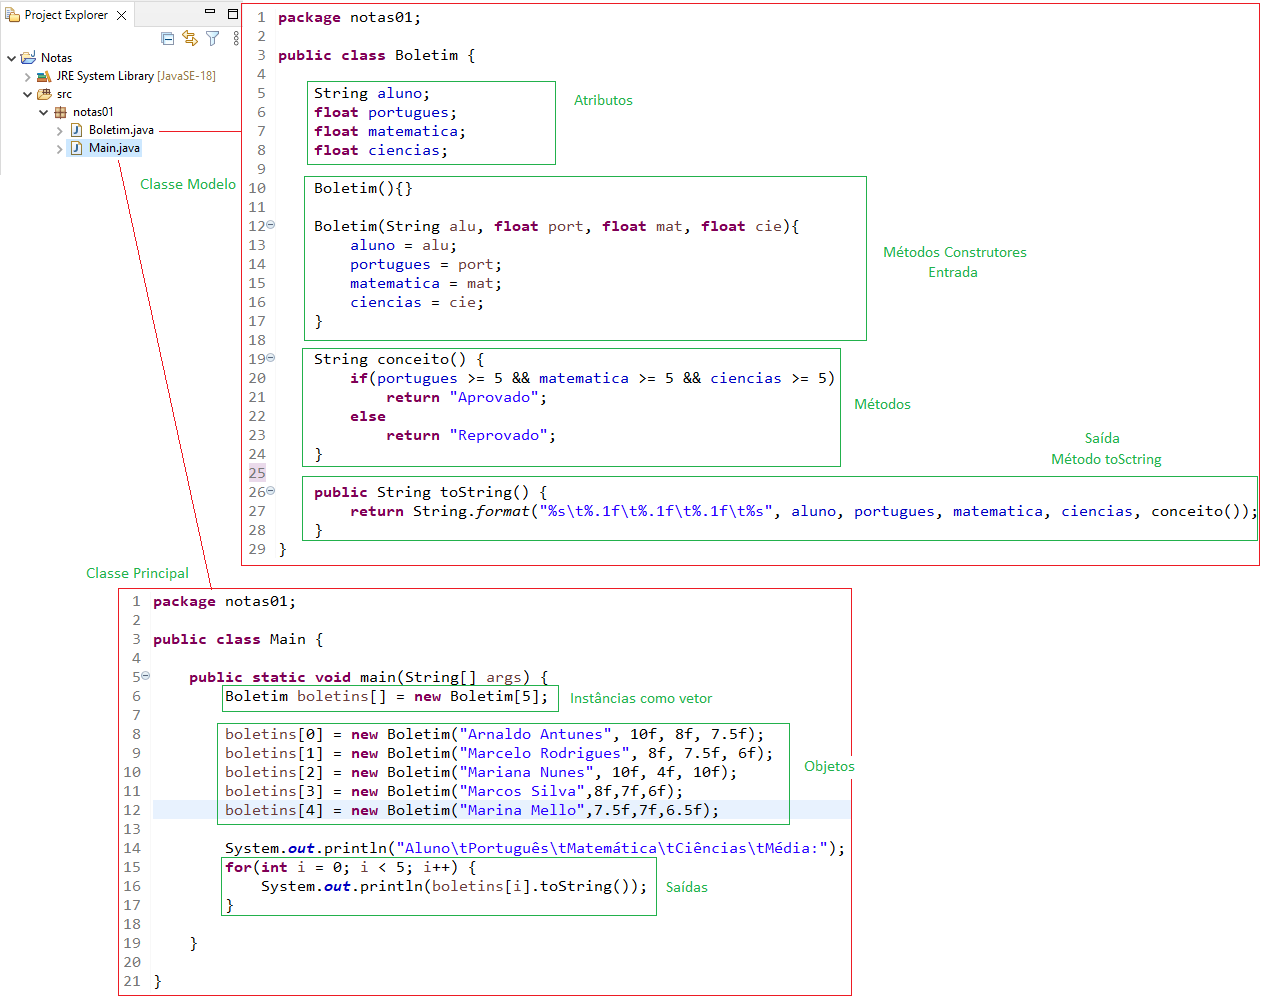 Project Explorer
Notas
JRE System Library [JavaSE-18]
src
notas01
Boletim.java
Main.java
Classe Modelo
1 package notas01;
2
3 public class Boletim {
4
5 String aluno;
6 float portugues;
7 float matematica;
8 float ciencias;
9
Atributos
10 Boletim(){}
11
12 Boletim(String alu, float port, float mat, float cie){
13 aluno = alu;
14 portugues = port;
15 matematica = mat;
16 ciencias = cie;
17 }
18
Métodos Construtores
Entrada
19 String conceito() {
20 if(portugues >= 5 && matematica >= 5 && ciencias >= 5)
21 return "Aprovado";
22 else
23 return "Reprovado";
24 }
25
Métodos
Saída
Método toSctring
26 public String toString() {
27 return String.format("%s\t%.1f\t%.1f\t%.1f\t%s", aluno, portugues, matematica, ciencias, conceito());
28 }
29 }
Classe Principal
1 package notas01;
2
3 public class Main {
4
5 public static void main(String[] args) {
6 Boletim boletins[] = new Boletim[5];
Instâncias como vetor
7
8 boletins[0] = new Boletim("Arnaldo Antunes", 10f, 8f, 7.5f);
9 boletins[1] = new Boletim("Marcelo Rodrigues", 8f, 7.5f, 6f);
10 boletins[2] = new Boletim("Mariana Nunes", 10f, 4f, 10f);
11 boletins[3] = new Boletim("Marcos Silva",8f,7f,6f);
12 boletins[4] = new Boletim("Marina Mello",7.5f,7f,6.5f);
Objetos
13
14 System.out.println("Aluno\tPortuguês\tMatemática\tCiências\tMédia:");
15 for(int i = 0; i < 5; i++) {
16 System.out.println(boletins[i].toString());
17 }
Saídas
18
19 }
20
21 }